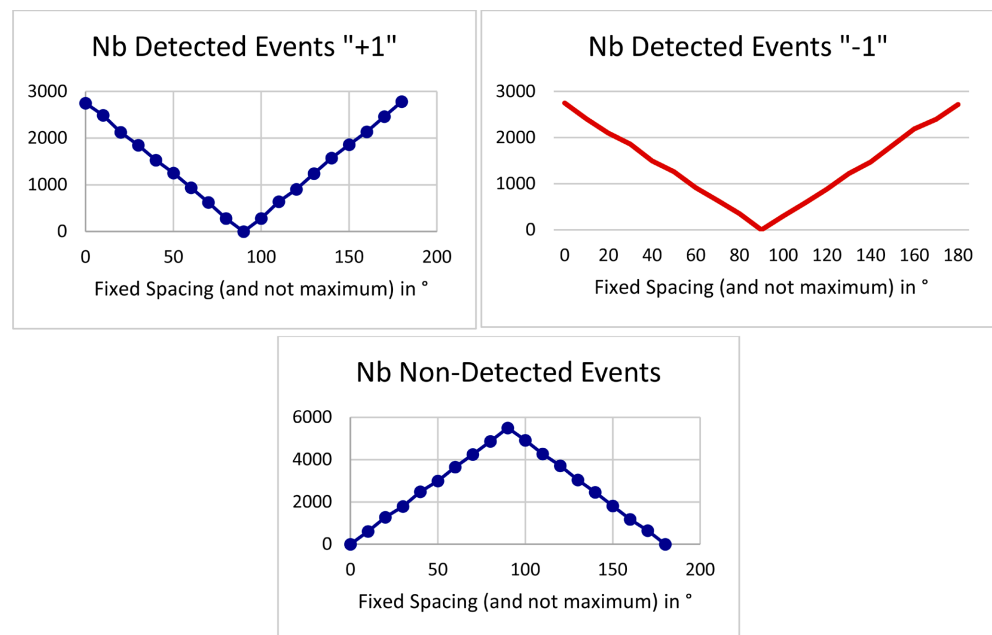 Nb Detected Events "+1"
3000
2000
1000
0
0 50 100 150 200
Fixed Spacing (and not maximum) in °
Nb Detected Events "-1"
3000
2000
1000
0
0 20 40 60 80 100 120 140 160 180
Fixed Spacing (and not maximum) in °
Nb Non-Detected Events
6000
4000
2000
0
0 50 100 150 200
Fixed Spacing (and not maximum) in °